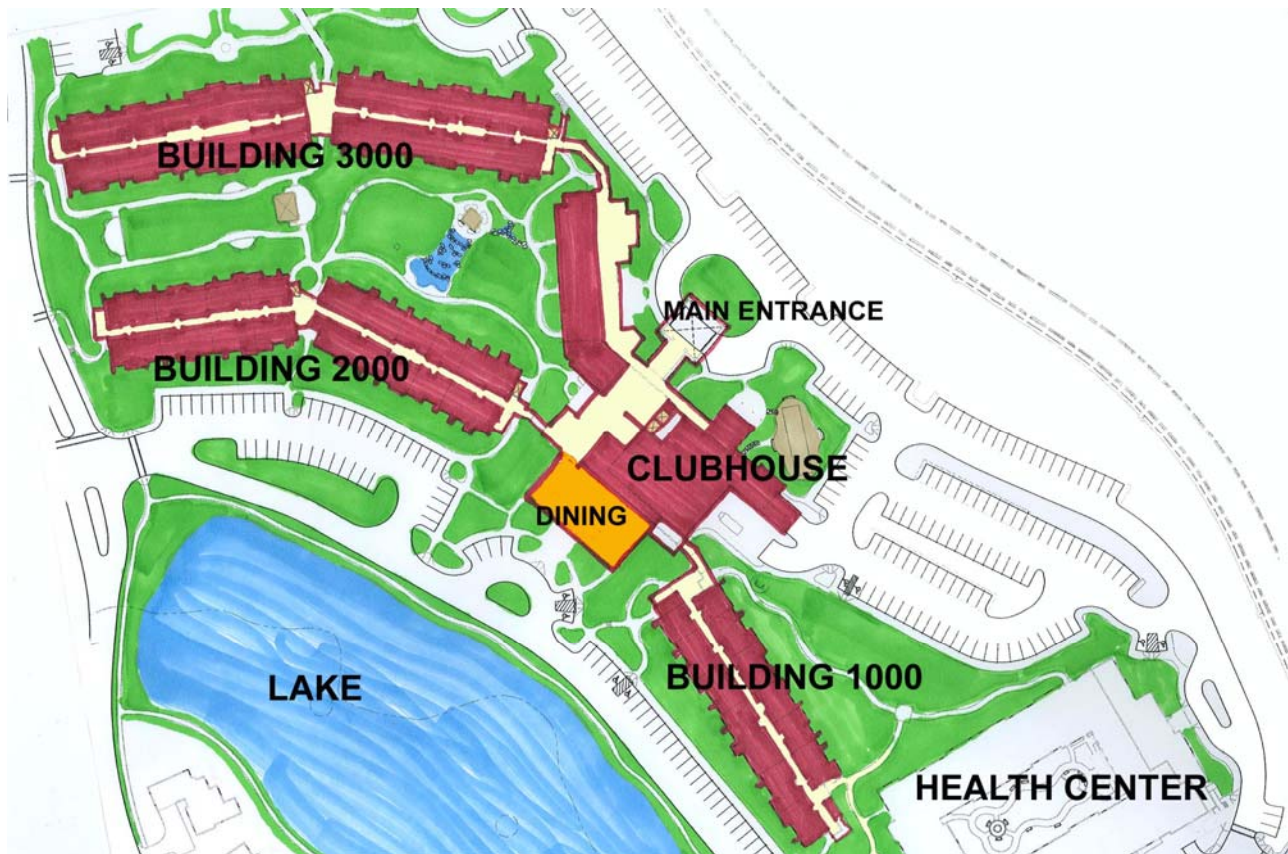 BUILDING 3000
MAIN ENTRANCE
BUILDING 2000
CLUBHOUSE
DINING
BUILDING 1000
LAKE
HEALTH CENTER